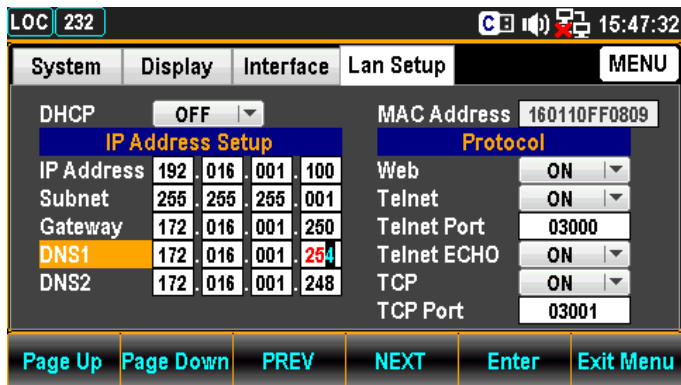 LOC 232 C 15:47:32
System Display Interface Lan Setup MENU
DHCP OFF MAC Address 160110FF0809
IP Address Setup Protocol
IP Address 192 . 016 . 001 . 100 Web ON
Subnet 255 . 255 . 255 . 001 Telnet ON
Gateway 172 . 016 . 001 . 250 Telnet Port 03000
DNS1 172 . 016 . 001 . 254 Telnet ECHO ON
DNS2 172 . 016 . 001 . 248 TCP ON
TCP Port 03001
Page Up Page Down PREV NEXT Enter Exit Menu